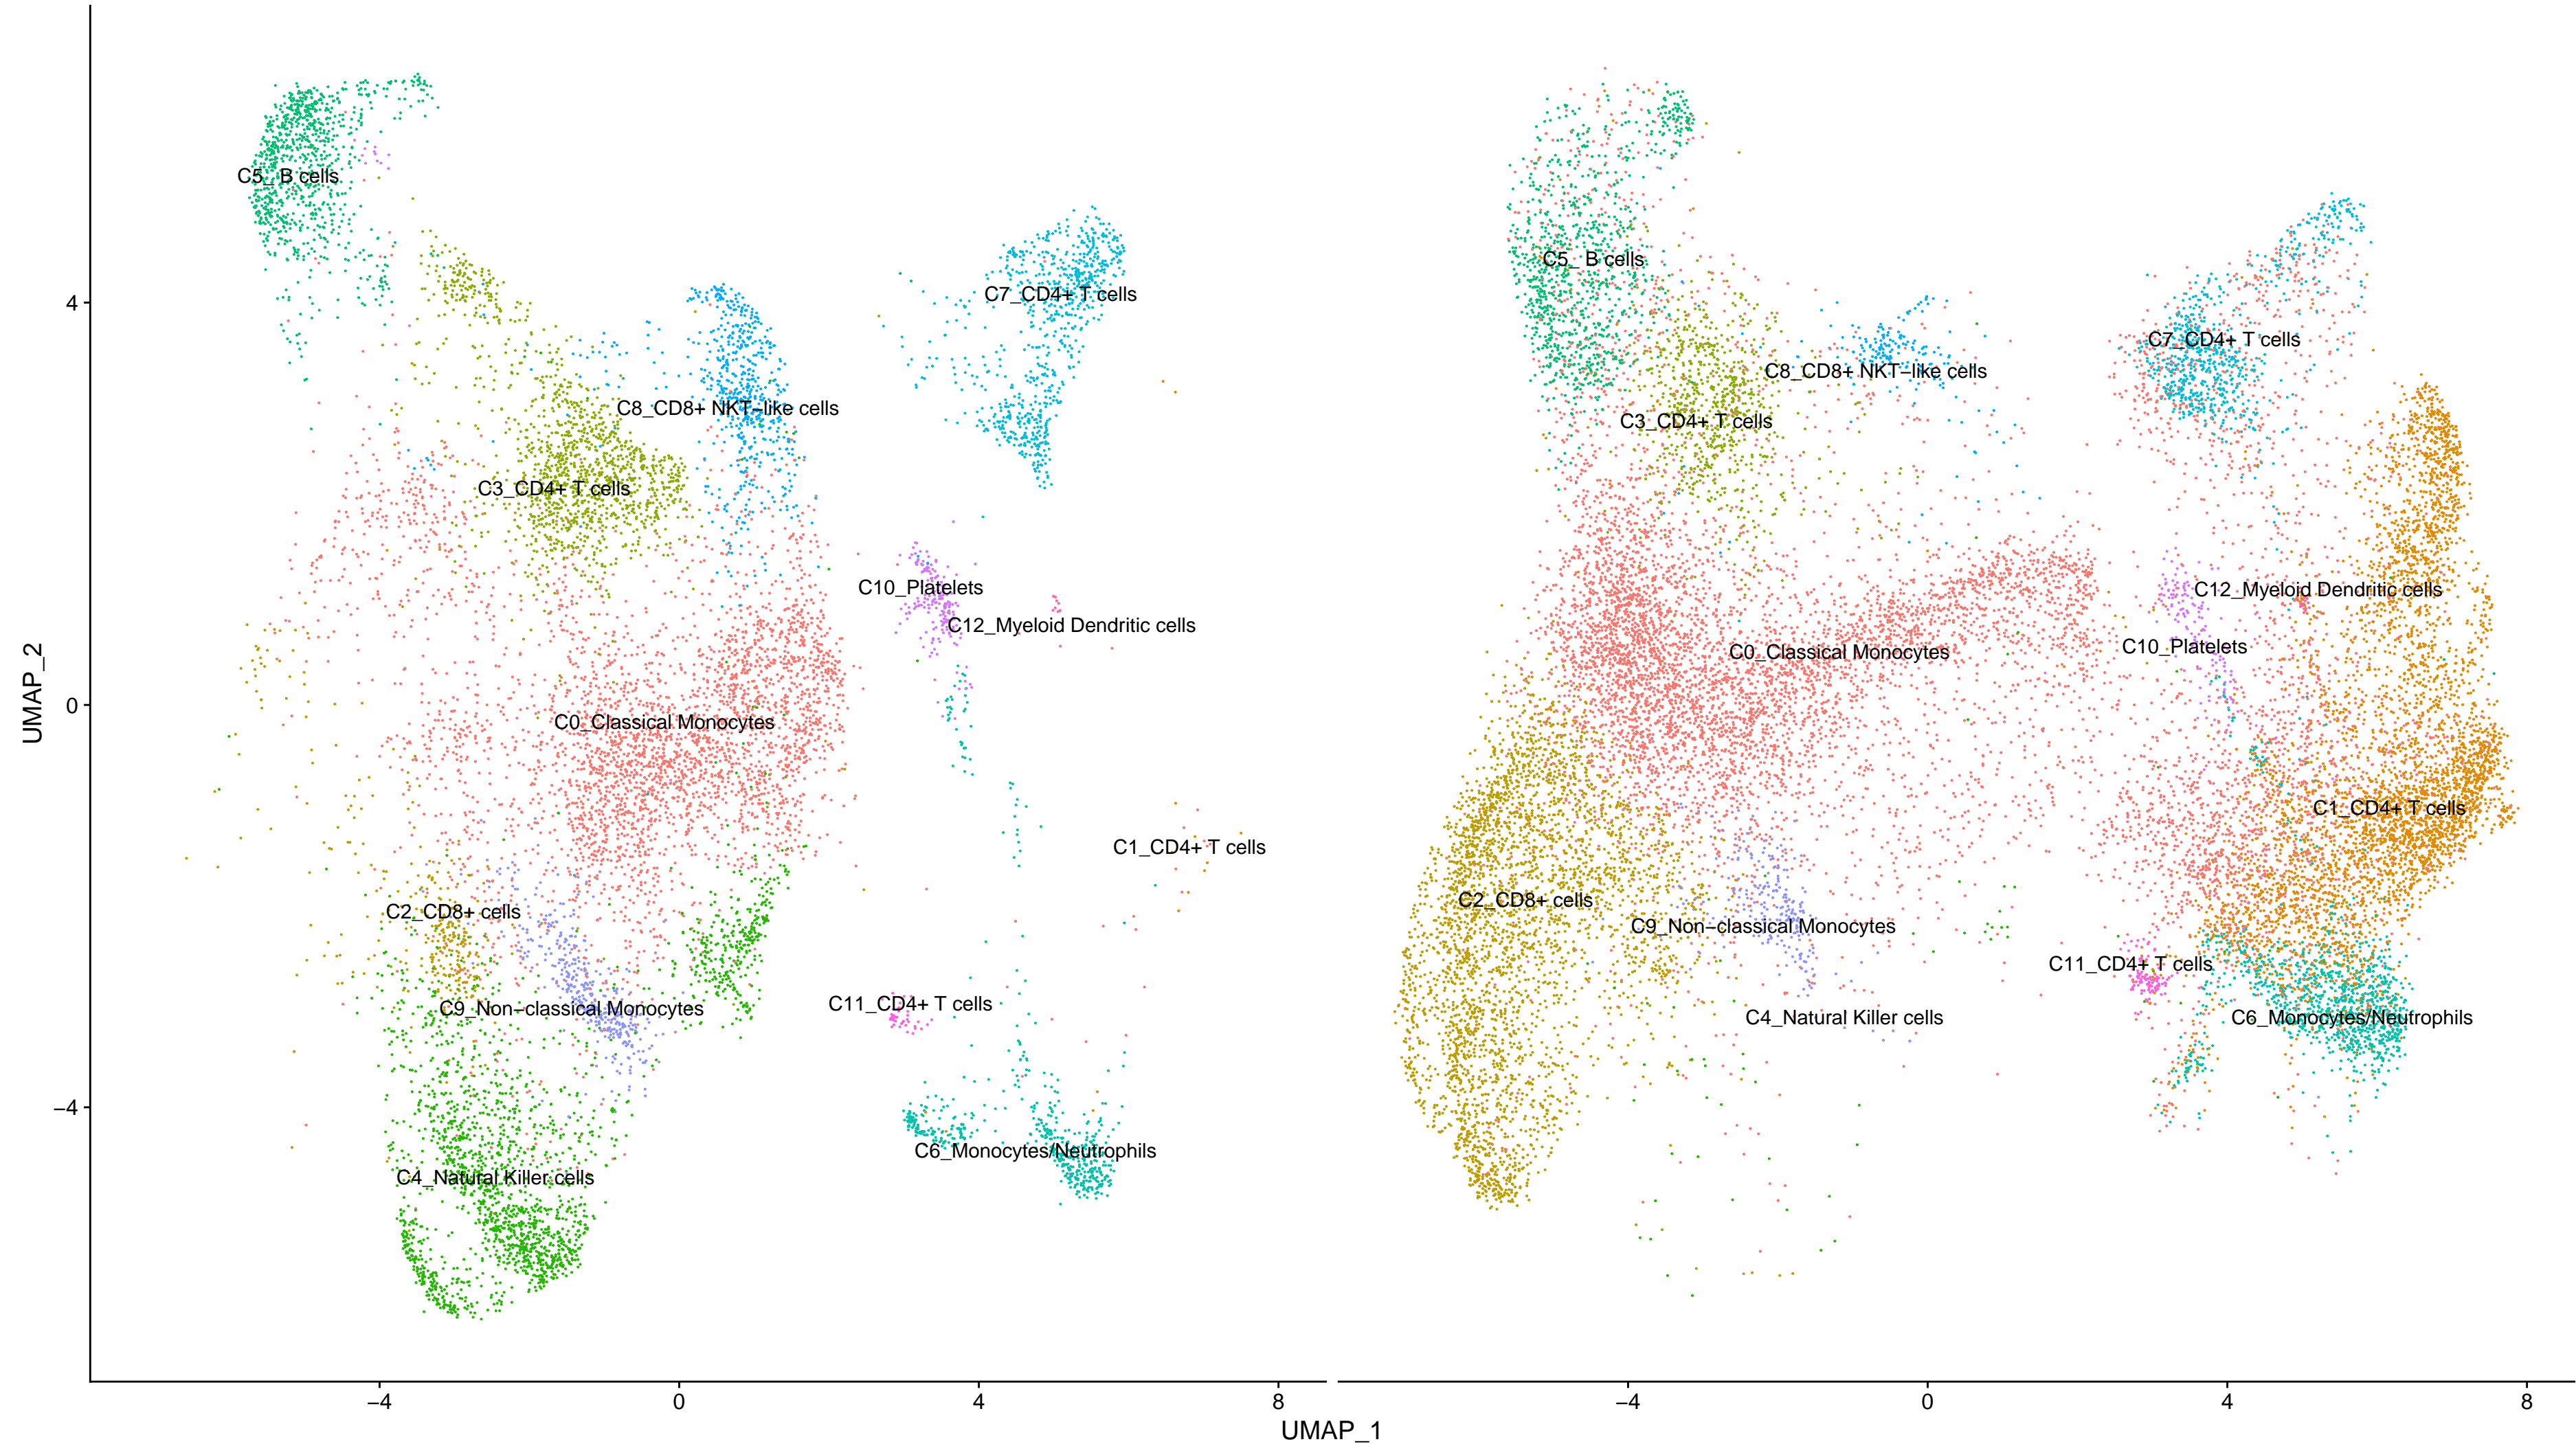 C5_ B cells
C7_CD4+ T cells
C8_CD8+ NKT−like cells
C3_CD4+ T cells
C10_Platelets
C12_Myeloid Dendritic cells
C0_Classical Monocytes
C1_CD4+ T cells
C2_CD8+ cells
C9_Non−classical Monocytes
C11_CD4+ T cells
C6_Monocytes/Neutrophils
C4_Natural Killer cells
C5_ B cells
C7_CD4+ T cells
C8_CD8+ NKT−like cells
C3_CD4+ T cells
C12_Myeloid Dendritic cells
C10_Platelets
C0_Classical Monocytes
C1_CD4+ T cells
C2_CD8+ cells
C9_Non−classical Monocytes
C11_CD4+ T cells
C4_Natural Killer cells
C6_Monocytes/Neutrophils
4
0
−4
UMAP_2
−4 0 4 8
−4 0 4 8
UMAP_1